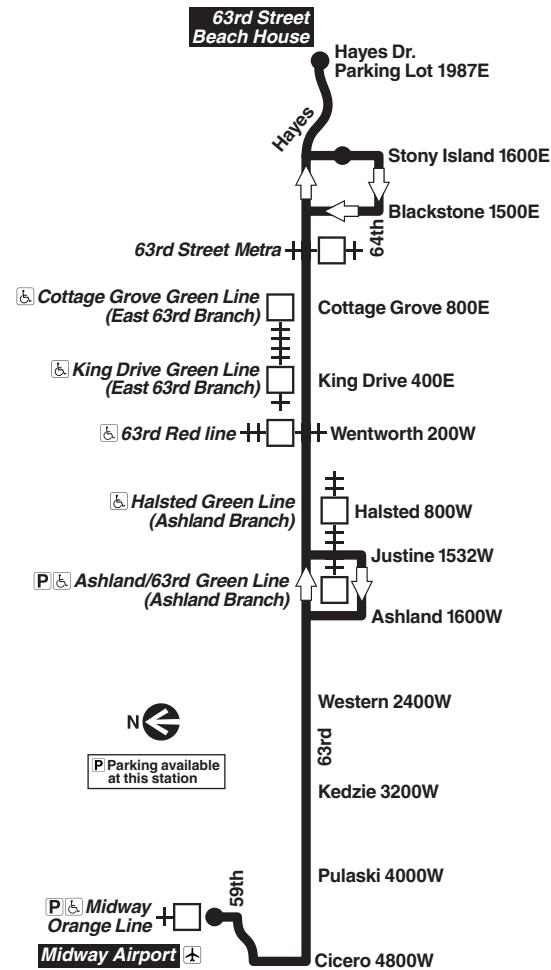 63rd Street
Beach House
Hayes Dr.
Parking Lot 1987E
Hayes
Stony Island 1600E
Blackstone 1500E
64th
63rd Street Metra
Cottage Grove Green Line
(East 63rd Branch)
Cottage Grove 800E
King Drive Green Line
(East 63rd Branch)
King Drive 400E
63rd Red line
Wentworth 200W
Halsted Green Line
(Ashland Branch)
Halsted 800W
Justine 1532W
P Ashland/63rd Green Line
(Ashland Branch)
Ashland 1600W
Western 2400W
N
63rd
P Parking available
at this station
Kedzie 3200W
Pulaski 4000W
59th
P Midway
Orange Line
Midway Airport
Cicero 4800W